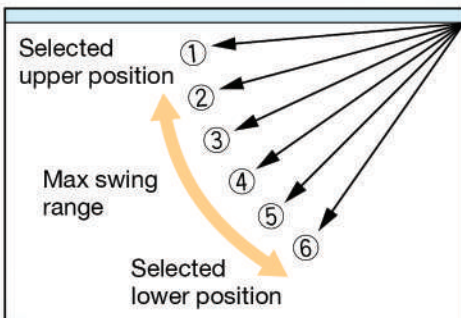 Selected
upper position
①
②
③
④
⑤
⑥
Max swing
range
Selected
lower position